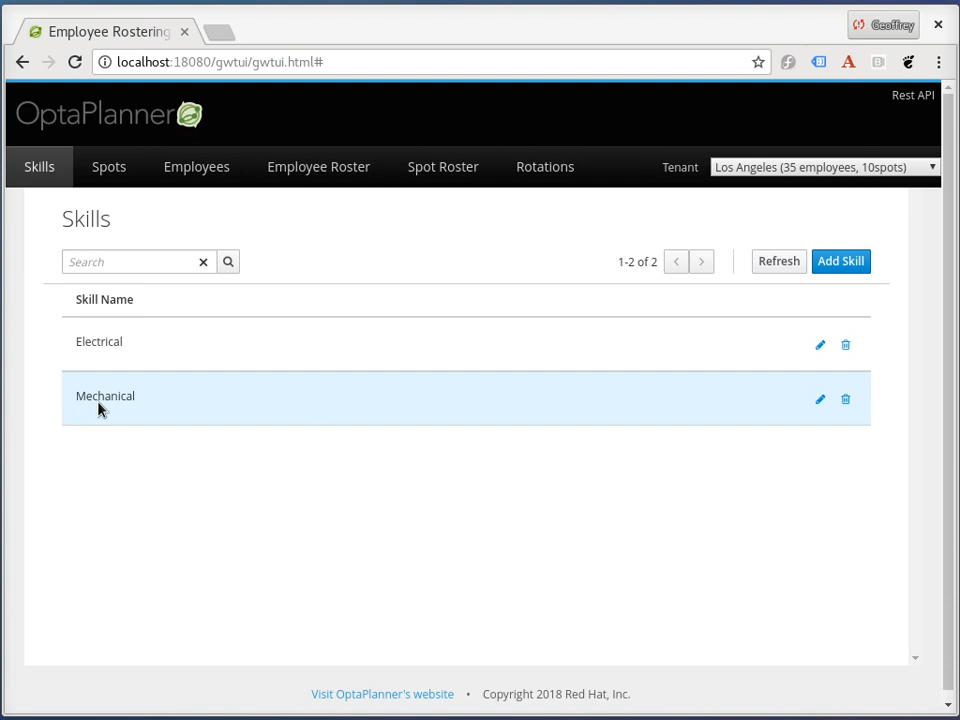 Employee Rostering
Geoffrey
localhost:18080/gwtui/gwtui.html#
Rest API
OptaPlanner
Skills Spots Employees Employee Roster Spot Roster Rotations Tenant Los Angeles (35 employees, 10spots)
Skills
Search 1-2 of 2 Refresh Add Skill
Skill Name
Electrical
Mechanical
Visit OptaPlanner's website • Copyright 2018 Red Hat, Inc.